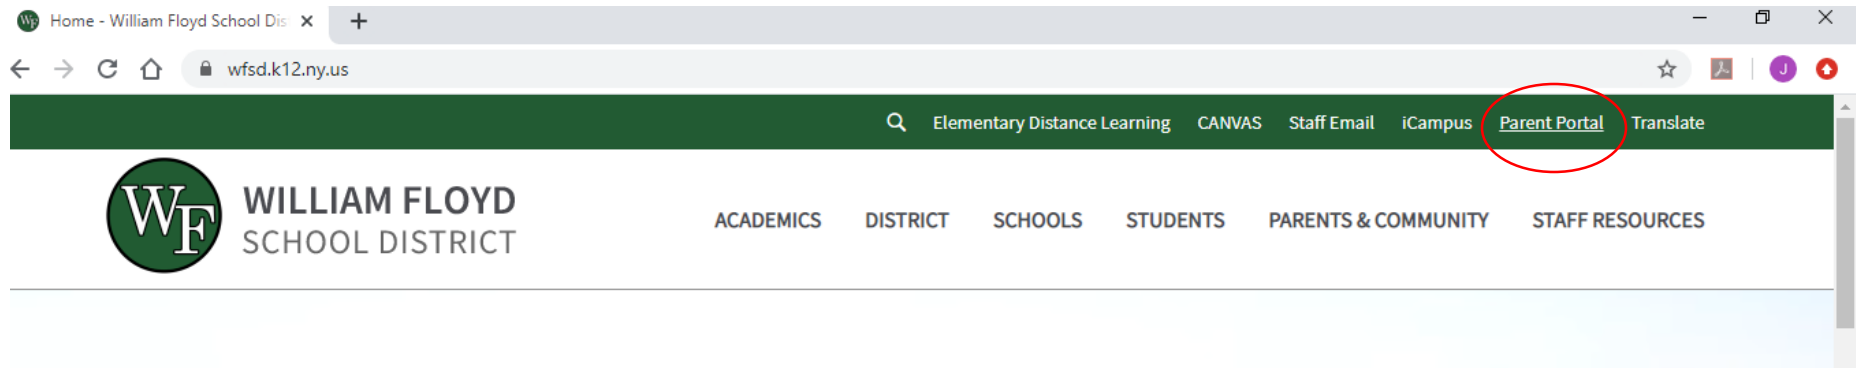 Home - William Floyd School Dis
wfsd.k12.ny.us
J
Elementary Distance Learning CANVAS Staff Email iCampus Parent Portal Translate
WF
WILLIAM FLOYD
SCHOOL DISTRICT
ACADEMICS DISTRICT SCHOOLS STUDENTS PARENTS & COMMUNITY STAFF RESOURCES